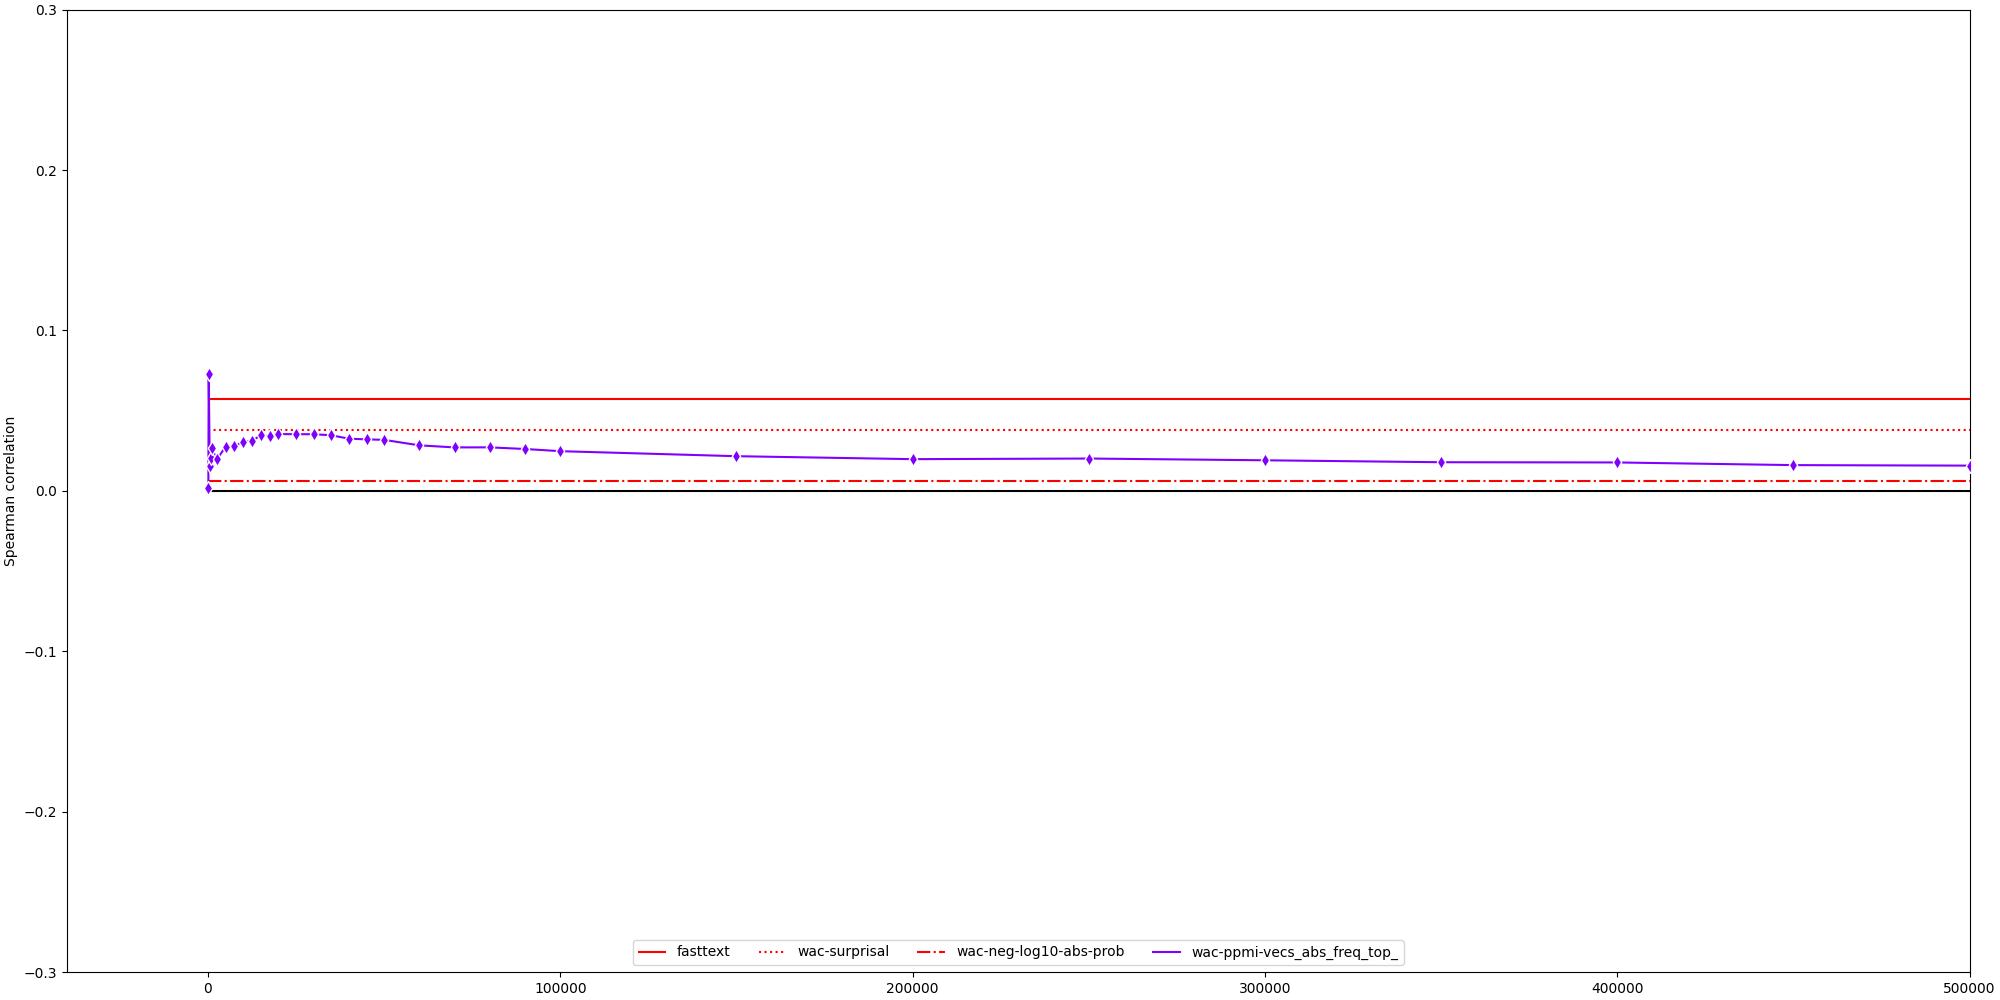 0.3
0.2
0.1
0.0
−0.1
−0.2
−0.3
Spearman correlation
fasttext wac-surprisal wac-neg-log10-abs-prob wac-ppmi-vecs_abs_freq_top_
0 100000 200000 300000 400000 500000